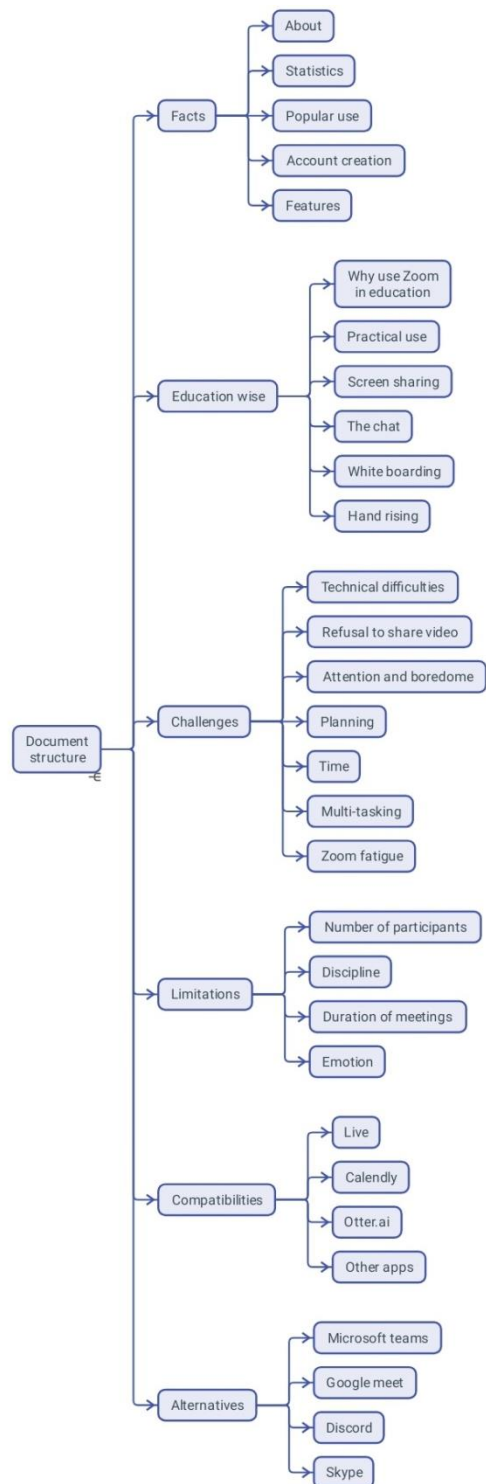 Document
structure
Facts
About
Statistics
Popular use
Account creation
Features
Education wise
Why use Zoom
in education
Practical use
Screen sharing
The chat
White boarding
Hand rising
Challenges
Technical difficulties
Refusal to share video
Attention and boredome
Planning
Time
Multi-tasking
Zoom fatigue
Limitations
Number of participants
Discipline
Duration of meetings
Emotion
Compatibilities
Live
Calendly
Otter.ai
Other apps
Alternatives
Microsoft teams
Google meet
Discord
Skype